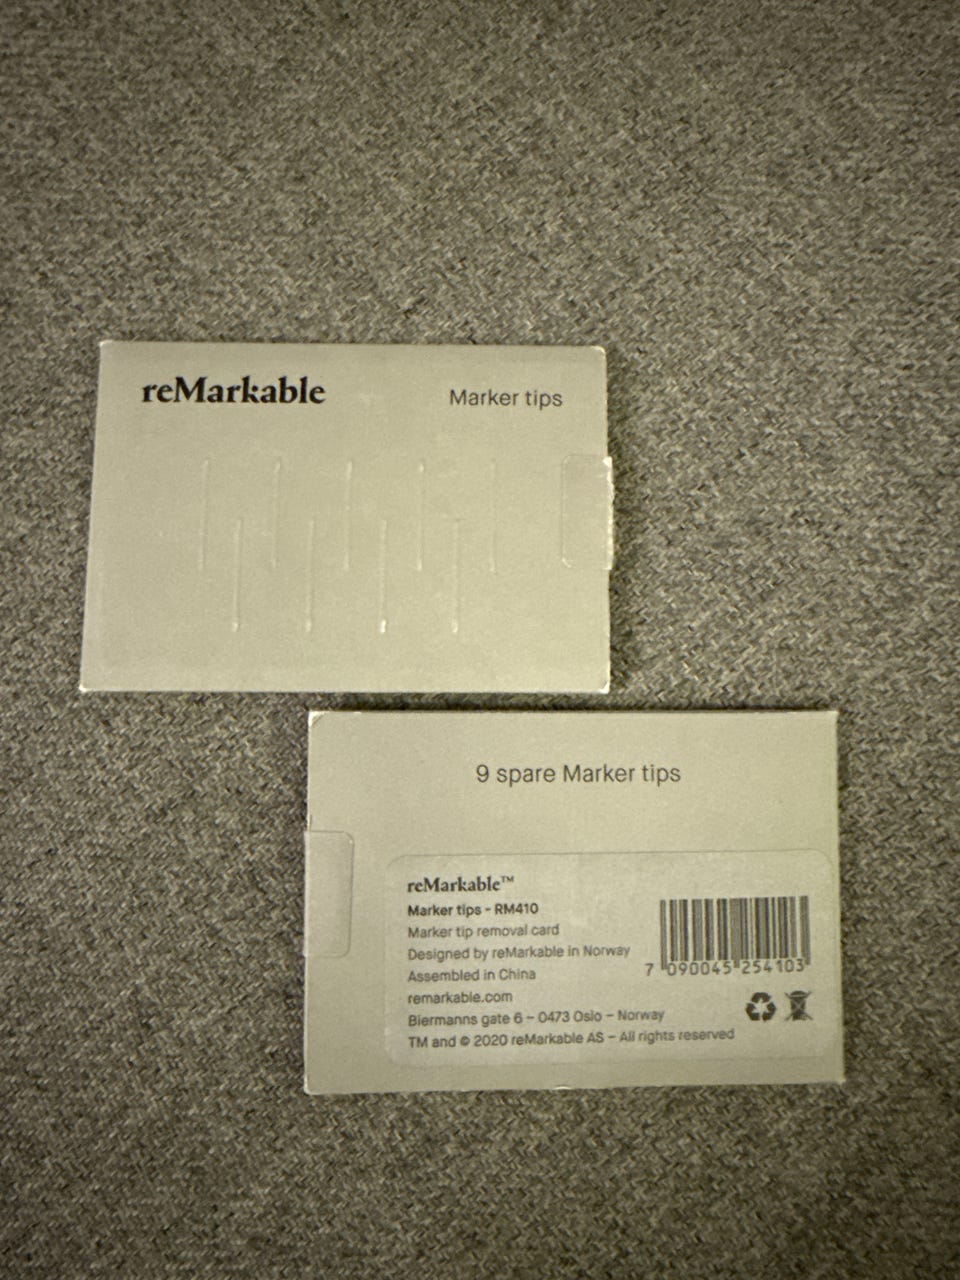 reMarkable
Marker tips
9 spare Marker tips
reMarkable™
Marker tips - RM410
Marker tip removal card
Designed by reMarkable in Norway
Assembled in China
remarkable.com
Biermanns gate 6 – 0473 Oslo – Norway
TM and © 2020 reMarkable AS – All rights reserved
7 090045 254103